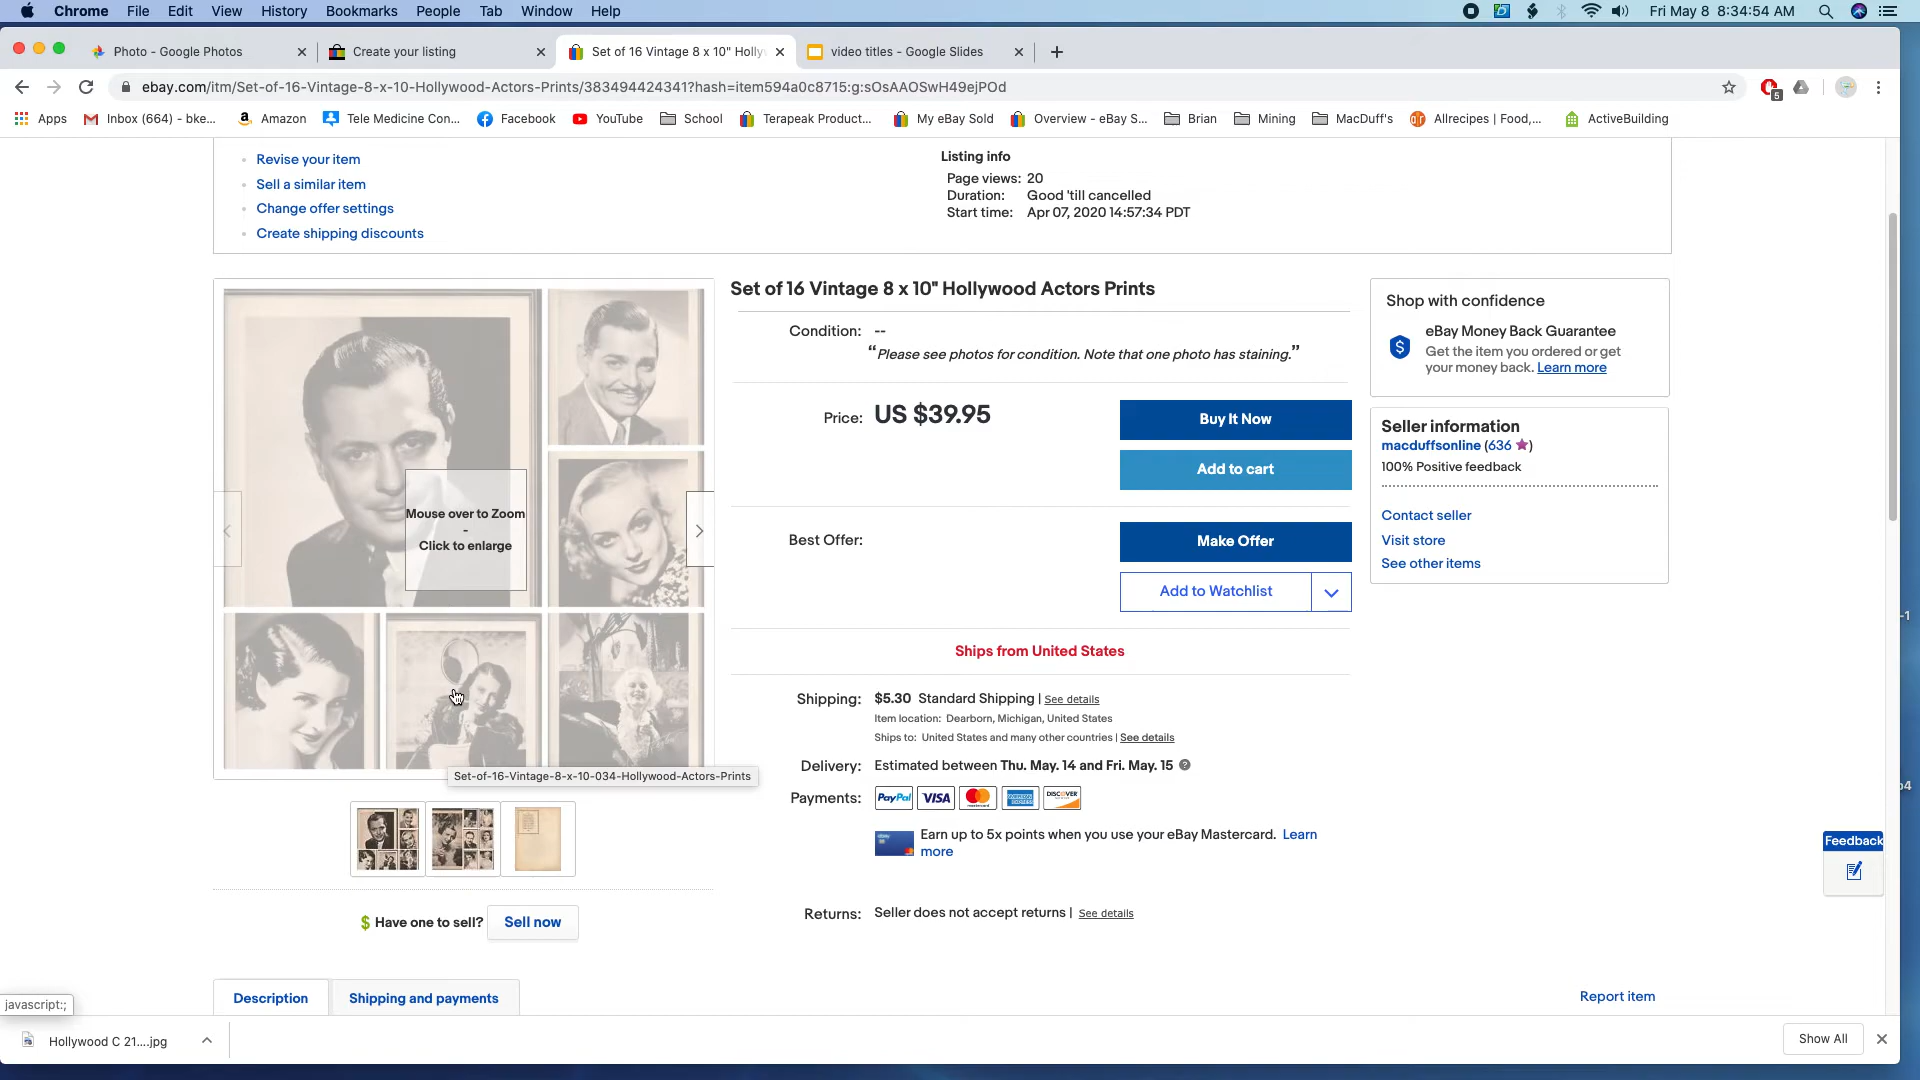 Chrome File Edit View History Bookmarks People Tab Window Help
Fri May 8 8:34:54 AM
Photo - Google Photos
Create your listing
Set of 16 Vintage 8 x 10" Holly
video titles - Google Slides
ebay.com/itm/Set-of-16-Vintage-8-x-10-Hollywood-Actors-Prints/383494424341?hash=item594a0c8715:g:sOsAAOSwH49ejPOd
5
Apps
Inbox (664) - bke...
Amazon
Tele Medicine Con...
Facebook
YouTube
School
Terapeak Product...
My eBay Sold
Overview - eBay S...
Brian
Mining
MacDuff's
Allrecipes | Food,...
ActiveBuilding
Revise your item
Sell a similar item
Change offer settings
Create shipping discounts
Listing info
Page views: 20
Duration: Good 'till cancelled
Start time: Apr 07, 2020 14:57:34 PDT
Mouse over to Zoom
-
Click to enlarge
Set-of-16-Vintage-8-x-10-034-Hollywood-Actors-Prints
Have one to sell? Sell now
Set of 16 Vintage 8 x 10" Hollywood Actors Prints
Condition: --
“Please see photos for condition. Note that one photo has staining.”
Price: US $39.95
Buy It Now
Add to cart
Best Offer:
Make Offer
Add to Watchlist
Ships from United States
Shipping: $5.30 Standard Shipping | See details
Item location: Dearborn, Michigan, United States
Ships to: United States and many other countries | See details
Delivery: Estimated between Thu. May. 14 and Fri. May. 15
Payments: PayPal VISA MasterCard AMERICAN EXPRESS DISCOVER
Earn up to 5x points when you use your eBay Mastercard. Learn
more
Returns: Seller does not accept returns | See details
Shop with confidence
eBay Money Back Guarantee
Get the item you ordered or get
your money back. Learn more
Seller information
macduffsonline (636)
100% Positive feedback
Contact seller
Visit store
See other items
-1
o4
Feedback
Description
Shipping and payments
Report item
javascript:;
Hollywood C 21....jpg
Show All